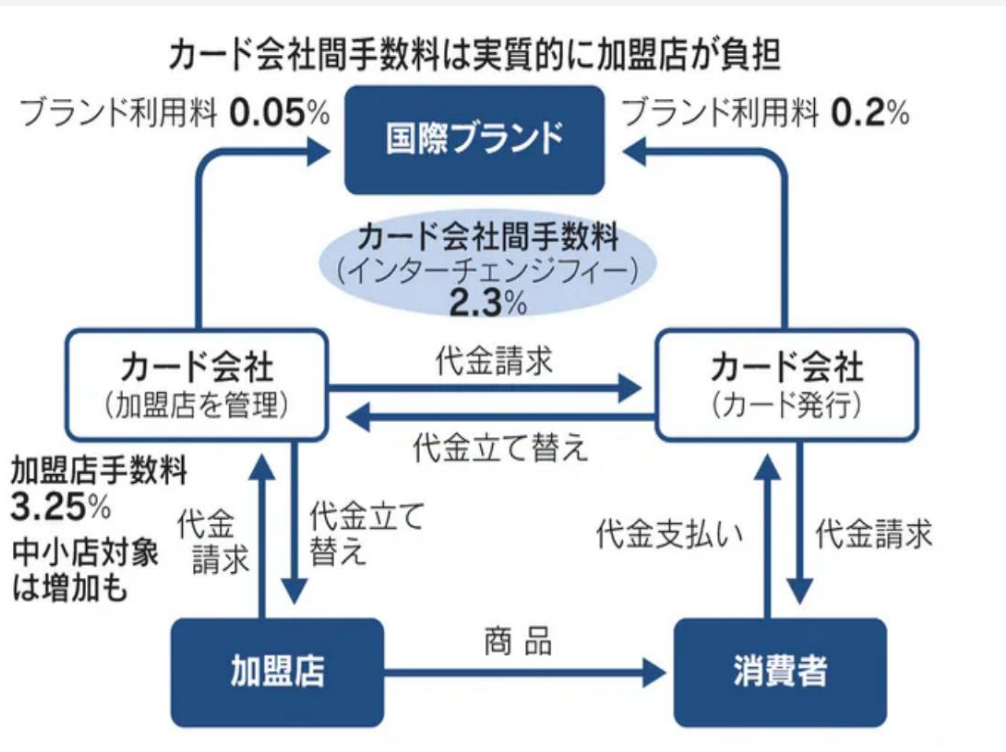 カード会社間手数料は実質的に加盟店が負担
ブランド利用料 0.05%
国際ブランド
ブランド利用料 0.2%
カード会社間手数料
(インターチェンジフィー)
2.3%
カード会社
(加盟店を管理)
代金請求
代金立て替え
カード会社
(カード発行)
加盟店手数料
3.25%
中小店対象
は増加も
代金
請求
代金立て
替え
代金支払い
代金請求
加盟店
商品
消費者